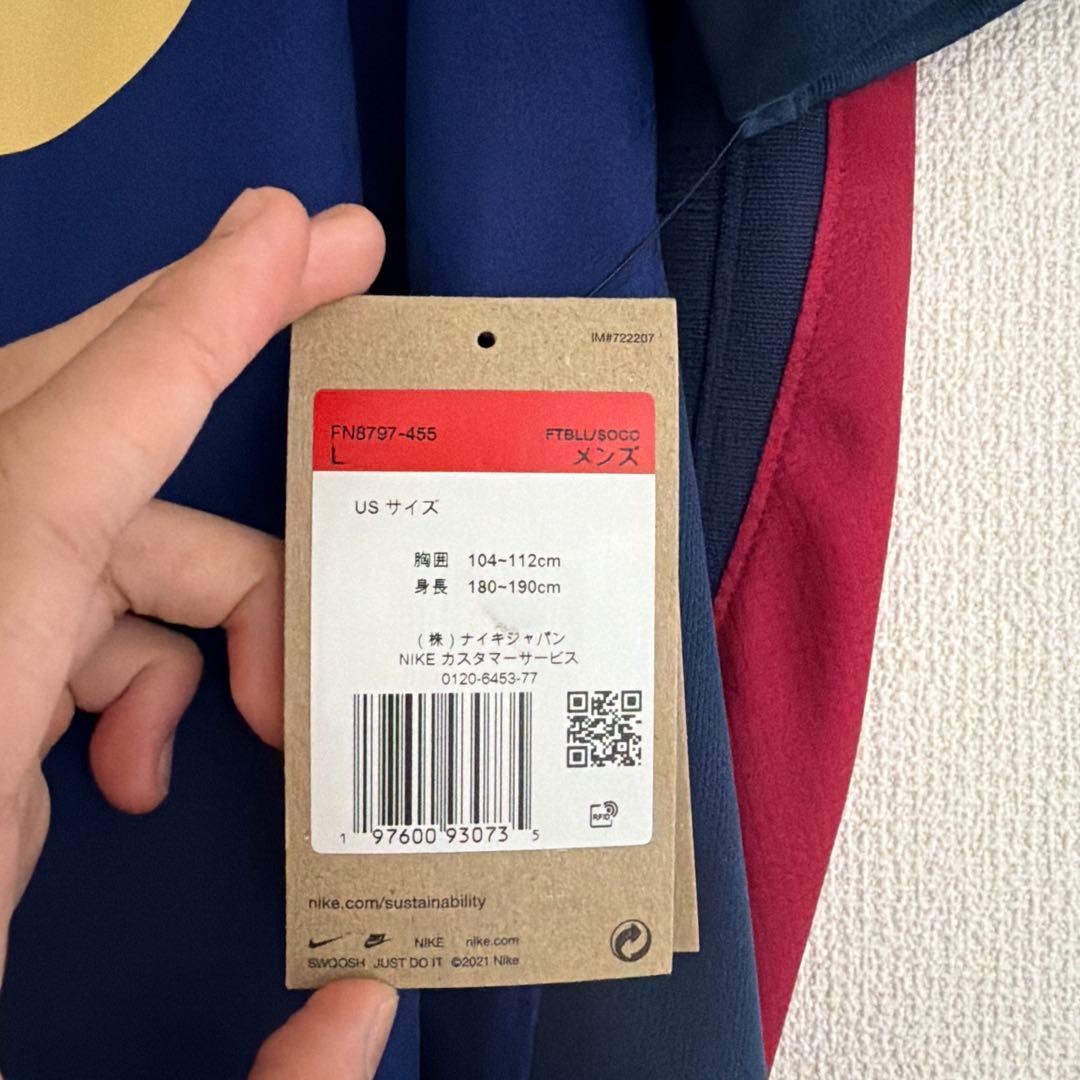 IM#722207
FN8797-455
FTBLL/SOCC
L
メンズ
US サイズ
胸囲 104~112cm
身長 180~190cm
(株)ナイキジャパン
NIKE カスタマーサービス
0120-6453-77
RFID
1 97600 93073 5
nike.com/sustainability
NIKE nike.com
SWOOSH JUST DO IT ©2021 Nike